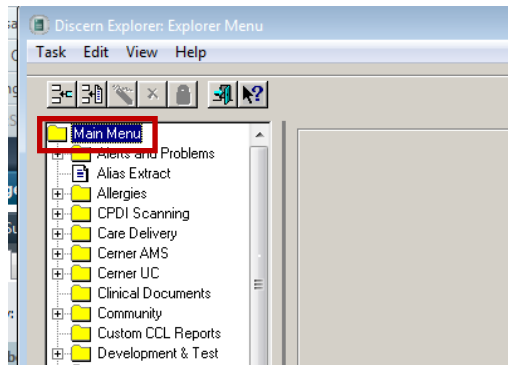 Discern Explorer: Explorer Menu
Task Edit View Help
Main Menu
Alerts and Problems
Alias Extract
Allergies
CPDI Scanning
Care Delivery
Cerner AMS
Cerner UC
Clinical Documents
Community
Custom CCL Reports
Development & Test